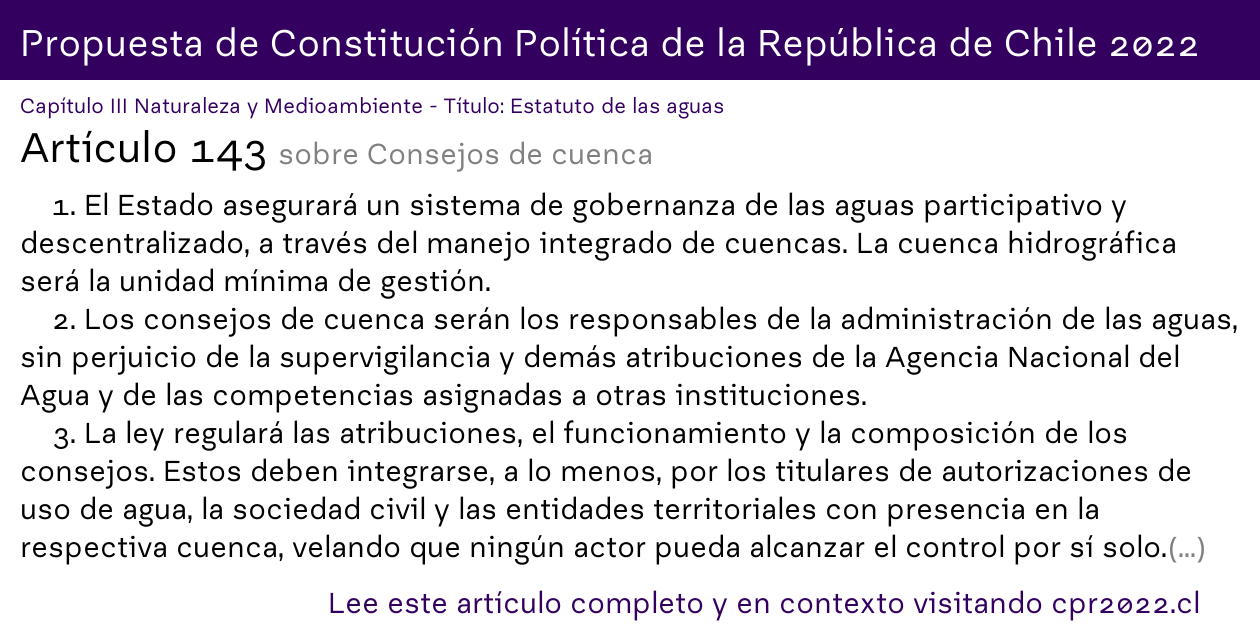 Propuesta de Constitución Política de la República de Chile 2022
Capítulo III Naturaleza y Medioambiente - Título: Estatuto de las aguas
Artículo 143 sobre Consejos de cuenca
1. El Estado asegurará un sistema de gobernanza de las aguas participativo y
descentralizado, a través del manejo integrado de cuencas. La cuenca hidrográfica
será la unidad mínima de gestión.
2. Los consejos de cuenca serán los responsables de la administración de las aguas,
sin perjuicio de la supervigilancia y demás atribuciones de la Agencia Nacional del
Agua y de las competencias asignadas a otras instituciones.
3. La ley regulará las atribuciones, el funcionamiento y la composición de los
consejos. Estos deben integrarse, a lo menos, por los titulares de autorizaciones de
uso de agua, la sociedad civil y las entidades territoriales con presencia en la
respectiva cuenca, velando que ningún actor pueda alcanzar el control por sí solo.(...)
Lee este artículo completo y en contexto visitando cpr2022.cl